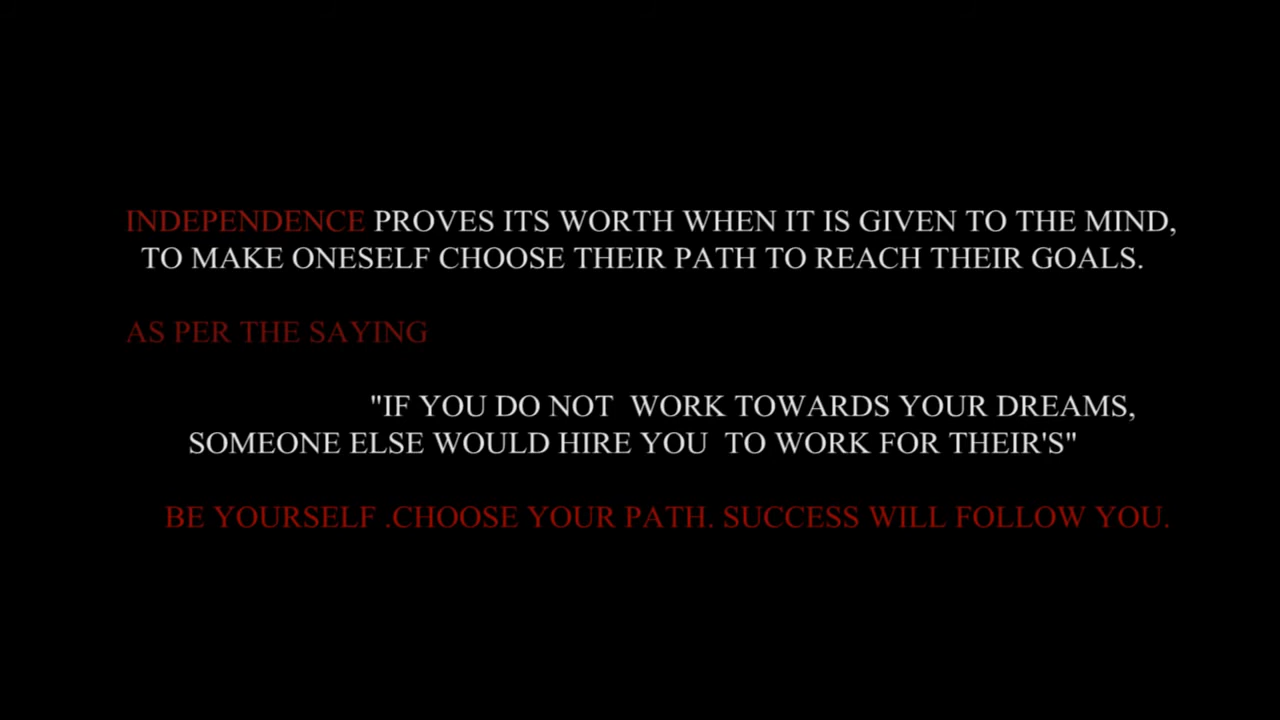 INDEPENDENCE PROVES ITS WORTH WHEN IT IS GIVEN TO THE MIND,
TO MAKE ONESELF CHOOSE THEIR PATH TO REACH THEIR GOALS.
AS PER THE SAYING
"IF YOU DO NOT  WORK TOWARDS YOUR DREAMS,
SOMEONE ELSE WOULD HIRE YOU  TO WORK FOR THEIR'S"
BE YOURSELF .CHOOSE YOUR PATH. SUCCESS WILL FOLLOW YOU.